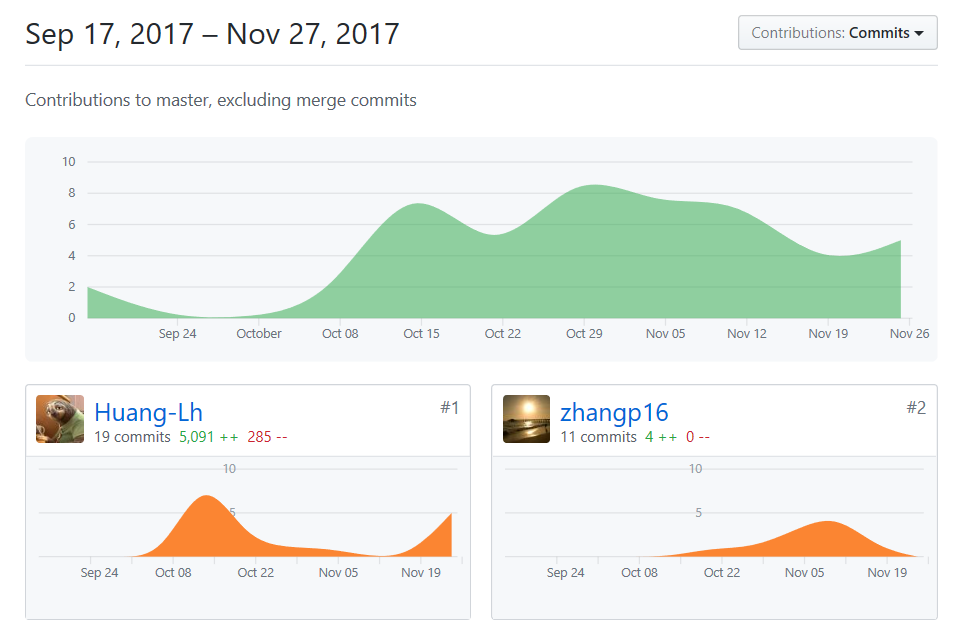 Sep 17, 2017 – Nov 27, 2017
Contributions: Commits
Contributions to master, excluding merge commits
10
8
6
4
2
0
Sep 24 October Oct 08 Oct 15 Oct 22 Oct 29 Nov 05 Nov 12 Nov 19 Nov 26
Huang-Lh
#1
19 commits 5,091 ++ 285 --
10
5
Sep 24 Oct 08 Oct 22 Nov 05 Nov 19
zhangp16
#2
11 commits 4 ++ 0 --
10
5
Sep 24 Oct 08 Oct 22 Nov 05 Nov 19